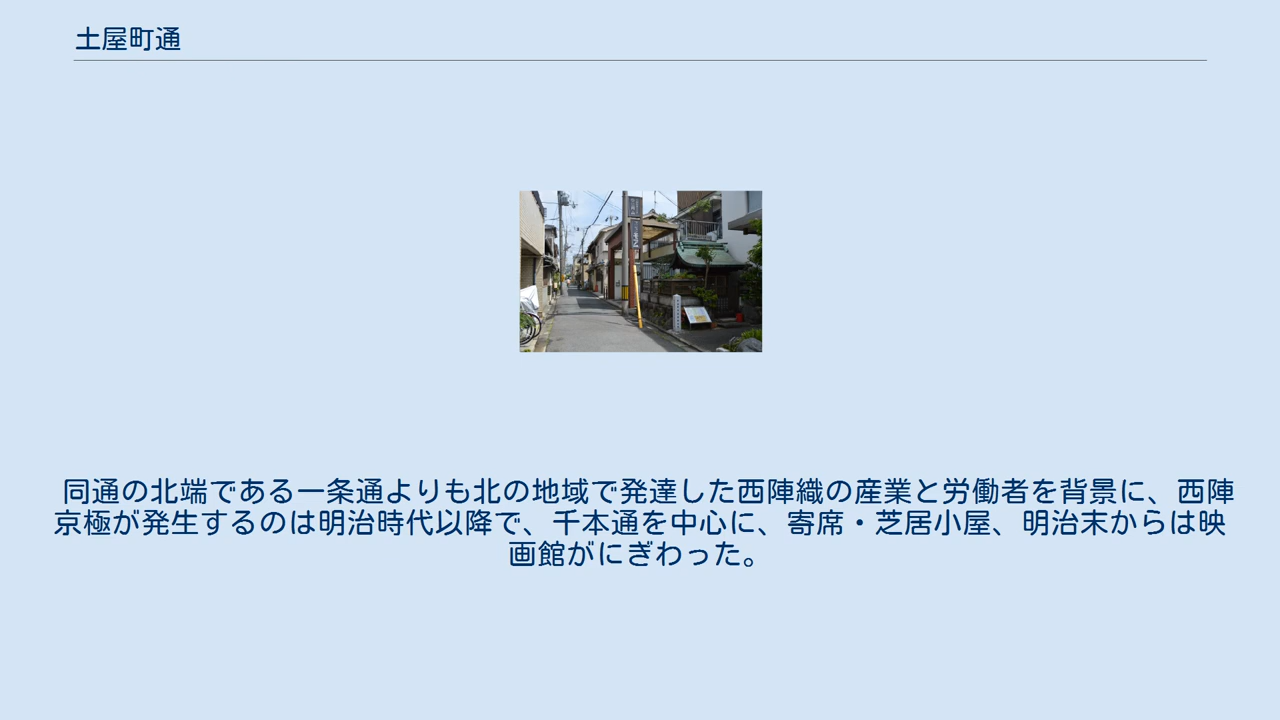 土屋町通
同通の北端である一条通よりも北の地域で発達した西陣織の産業と労働者を背景に、西陣
京極が発生するのは明治時代以降で、千本通を中心に、寄席・芝居小屋、明治末からは映
画館がにぎわった。